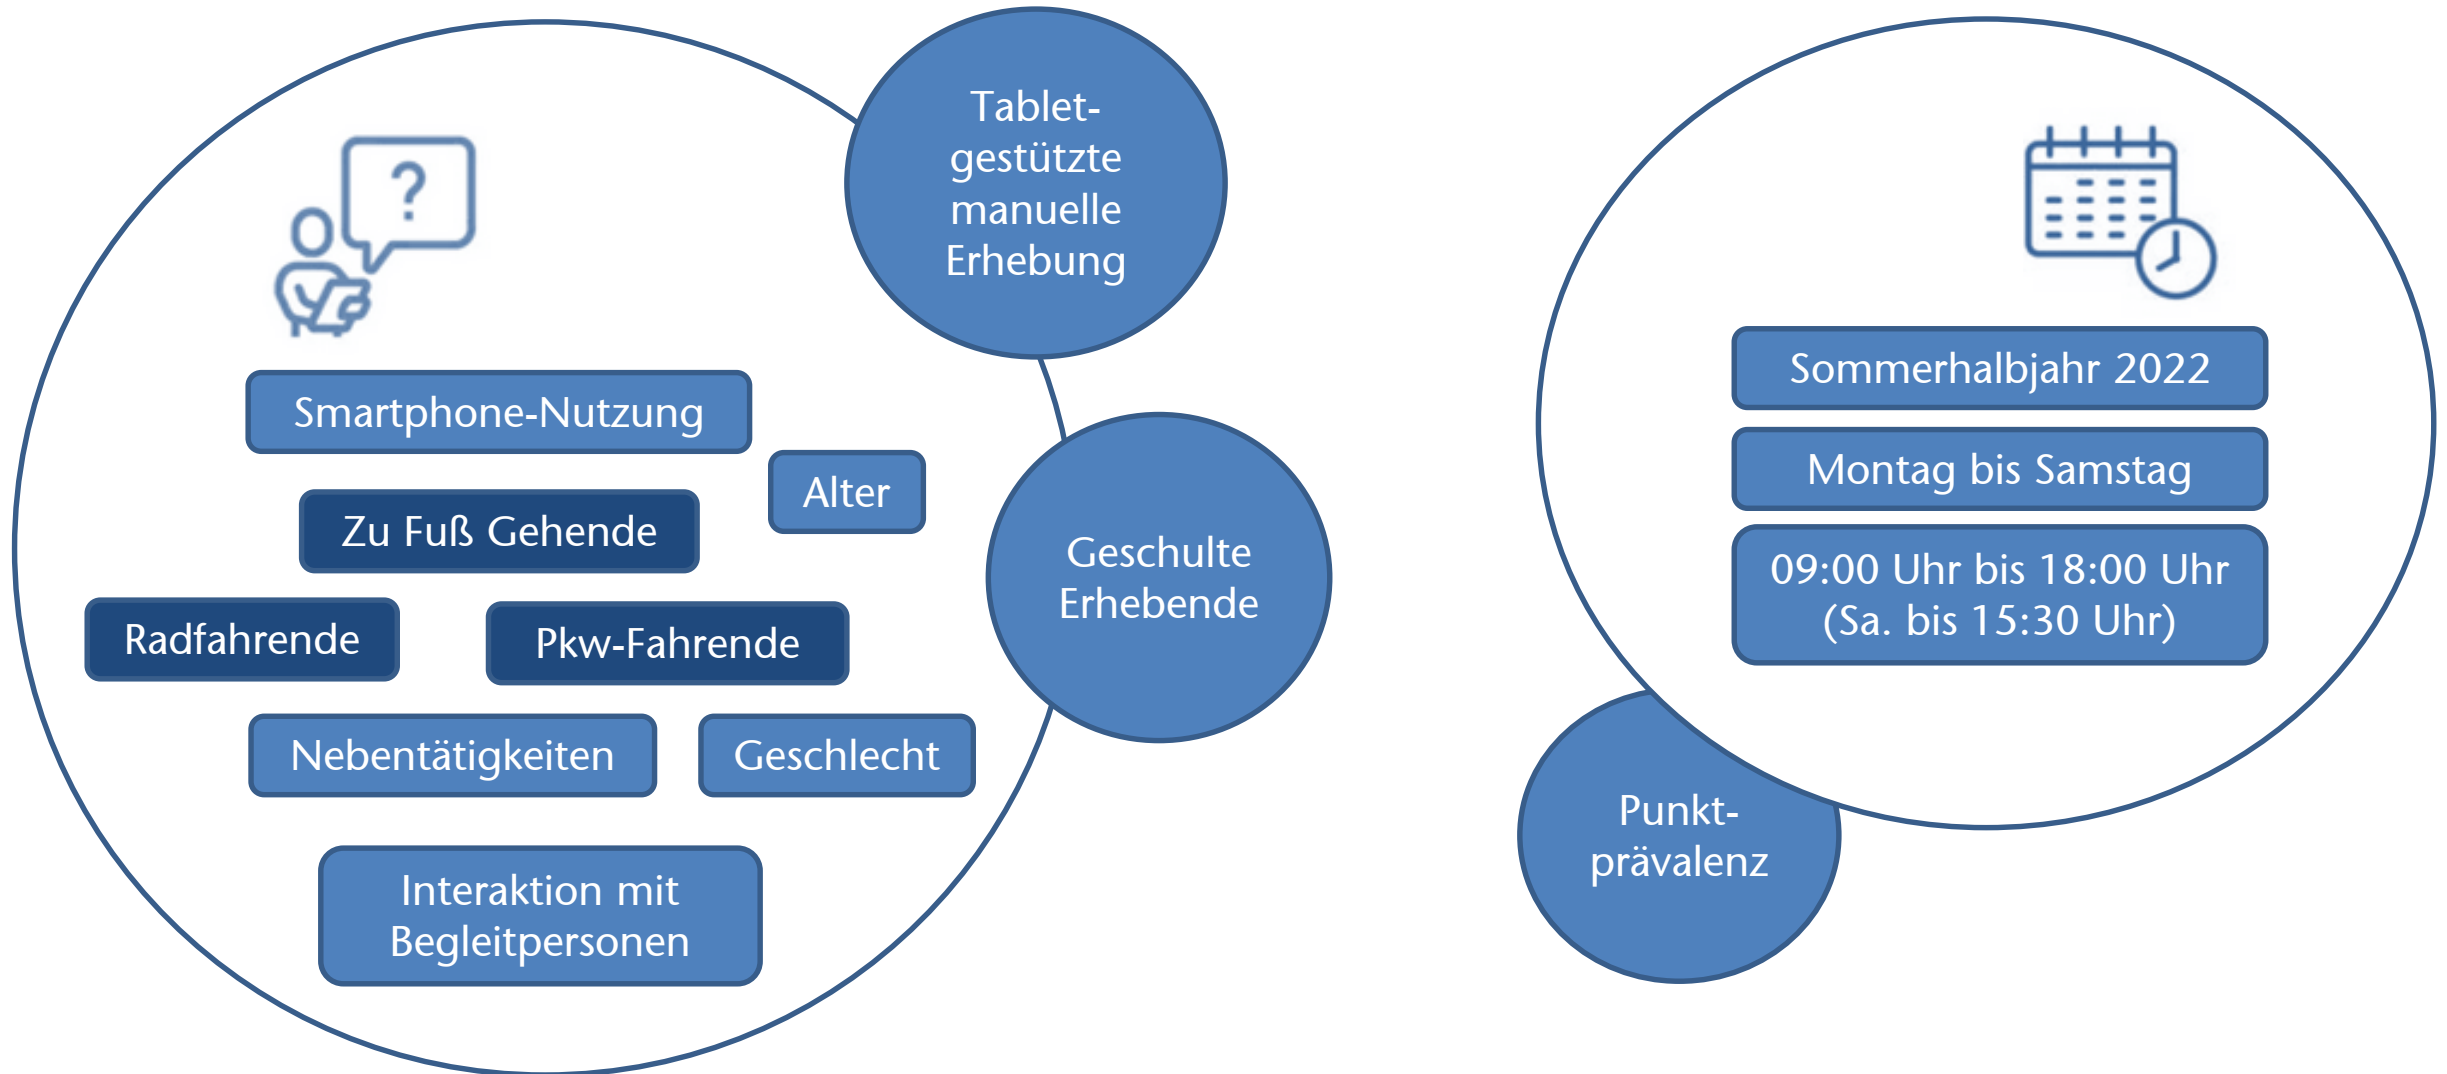 Tablet-
gestützte
manuelle
Erhebung
?
Smartphone-Nutzung
Alter
Zu Fuß Gehende
Geschulte
Erhebende
Radfahrende
Pkw-Fahrende
Nebentätigkeiten
Geschlecht
Interaktion mit
Begleitpersonen
Sommerhalbjahr 2022
Montag bis Samstag
09:00 Uhr bis 18:00 Uhr
(Sa. bis 15:30 Uhr)
Punkt-
prävalenz